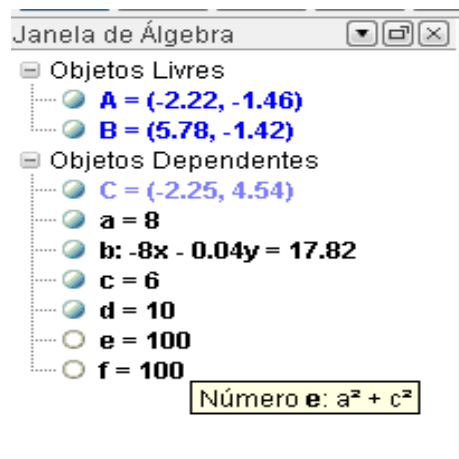 Janela de Álgebra
Objetos Livres
A = (-2.22, -1.46)
B = (5.78, -1.42)
Objetos Dependentes
C = (-2.25, 4.54)
a = 8
b: -8x - 0.04y = 17.82
c = 6
d = 10
e = 100
f = 100
Número e: a² + c²